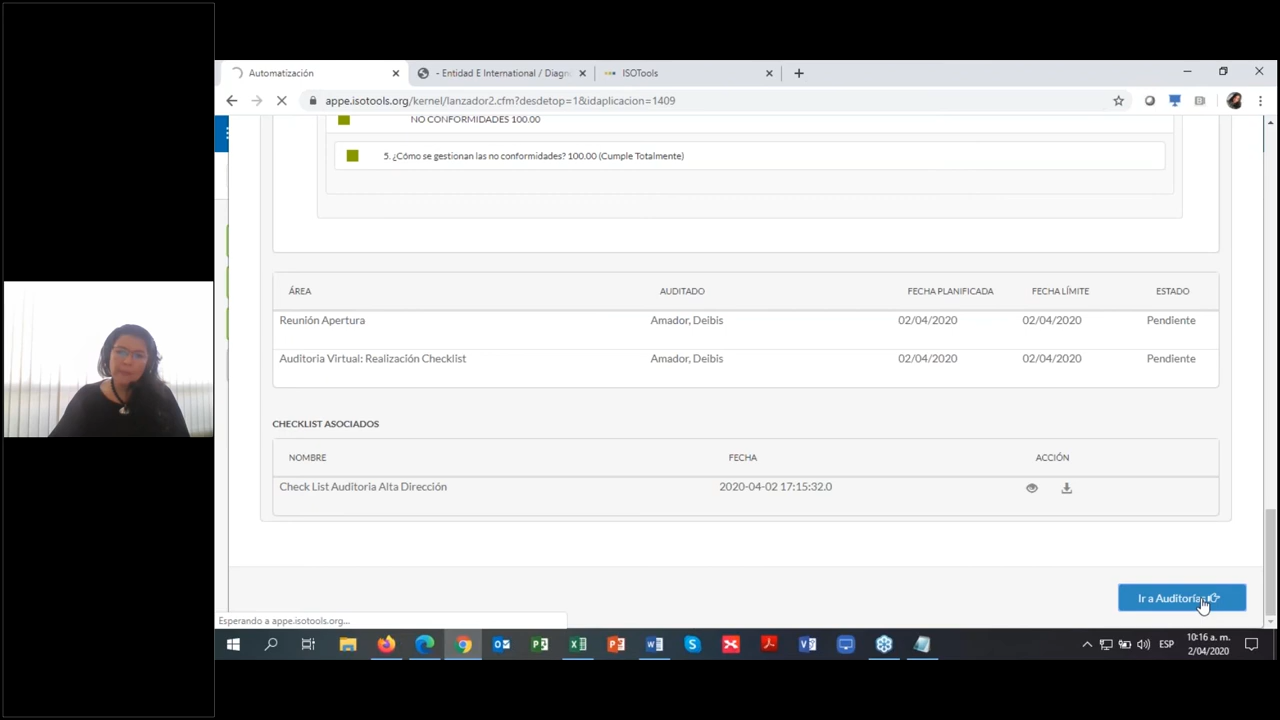 Automatización
- Entidad E International / Diagn
ISOTools
appe.isotools.org/kernel/lanzador2.cfm?desdetop=1&idaplicacion=1409
NO CONFORMIDADES 100.00
5. ¿Cómo se gestionan las no conformidades? 100.00 (Cumple Totalmente)
ÁREA AUDITADO FECHA PLANIFICADA FECHA LÍMITE ESTADO
Reunión Apertura Amador, Deibis 02/04/2020 02/04/2020 Pendiente
Auditoria Virtual: Realización Checklist Amador, Deibis 02/04/2020 02/04/2020 Pendiente
CHECKLIST ASOCIADOS
NOMBRE FECHA ACCIÓN
Check List Auditoria Alta Dirección 2020-04-02 17:15:32.0
Ir a Auditorías
Esperando a appe.isotools.org...
ESP
10:16 a. m.
2/04/2020